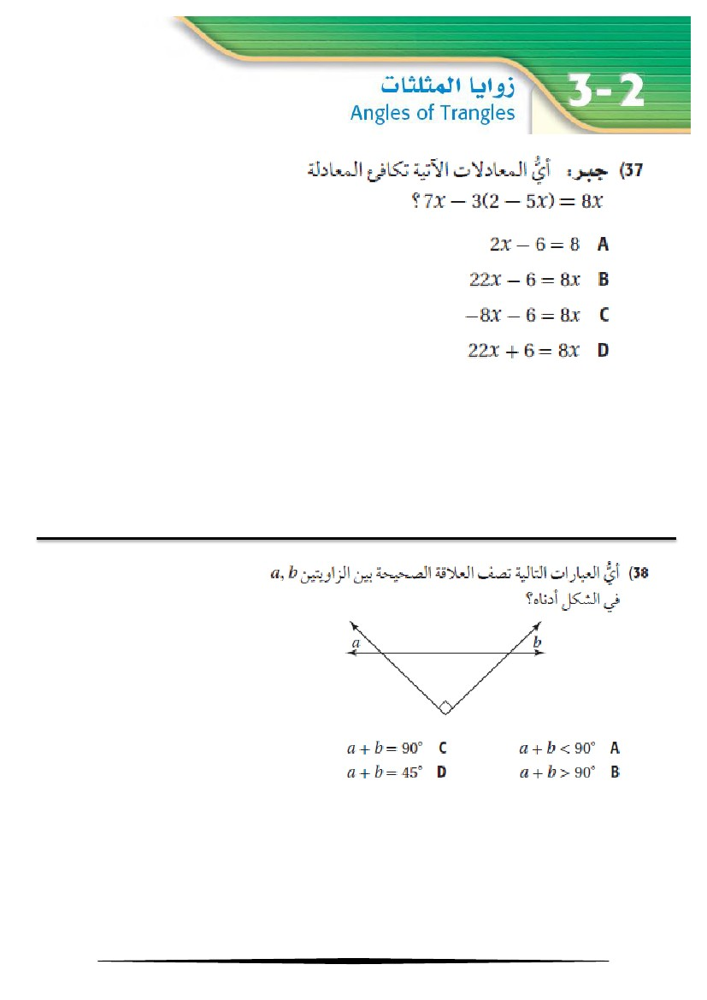 3-2
زوايا المثلثات
Angles of Trangles
37) جبر: أيُّ المعادلات الآتية تكافئ المعادلة
7x − 3(2 − 5x) = 8x ؟
A 2x − 6 = 8
B 22x − 6 = 8x
C −8x − 6 = 8x
D 22x + 6 = 8x
38) أيُّ العبارات التالية تصف العلاقة الصحيحة بين الزاويتين a, b
في الشكل أدناه؟
a b
A a + b < 90° C a + b = 90°
B a + b > 90° D a + b = 45°